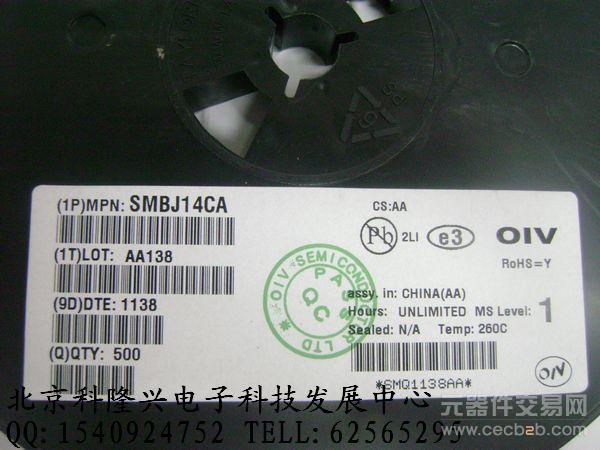 (1P)MPN: SMBJ14CA
CS:AA
Pb 2LI e3 OIV
(1T)LOT: AA138
RoHS=Y
OIV SEMICONDUCTOR LTD
PASS
QC
assy. in: CHINA(AA)
(9D)DTE: 1138
Hours: UNLIMITED MS Level: 1
Sealed: N/A Temp: 260C
(Q)QTY: 500
*SMQ1138AA*
OIV
北京科隆兴电子科技发展中心
QQ: 1540924752 TELL: 62565295
元器件交易网
www.cecb2b.com